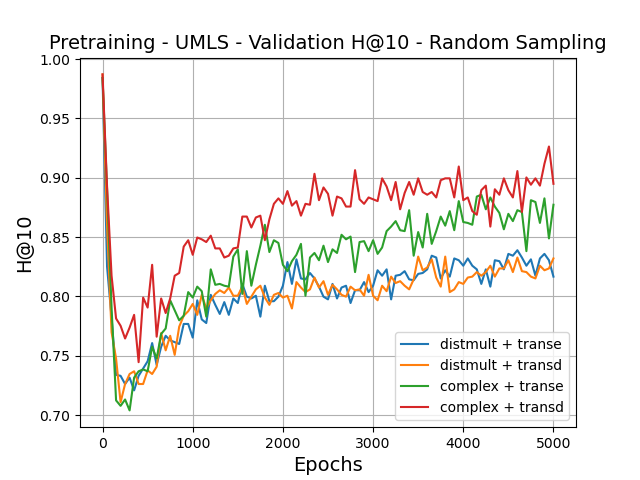 Pretraining - UMLS - Validation H@10 - Random Sampling
H@10
1.00
0.95
0.90
0.85
0.80
0.75
0.70
0
1000
2000
3000
4000
5000
Epochs
distmult + transe
distmult + transd
complex + transe
complex + transd